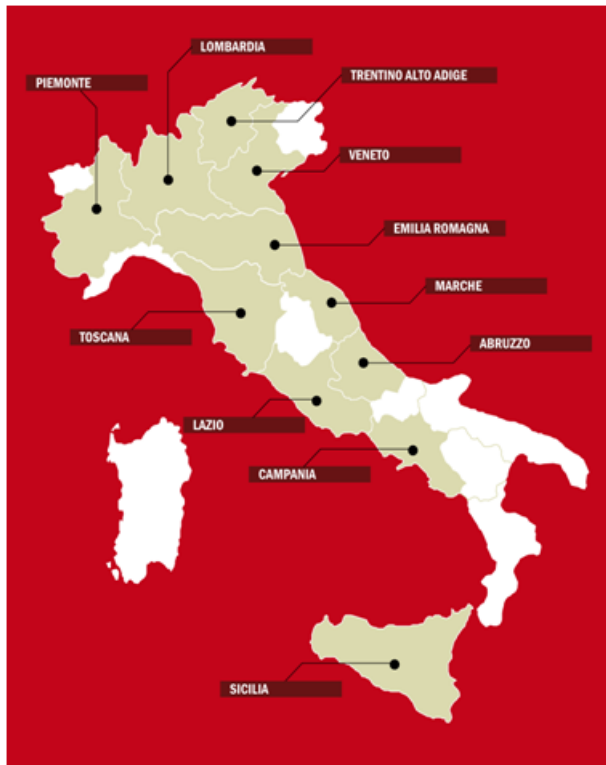 LOMBARDIA
TRENTINO ALTO ADIGE
PIEMONTE
VENETO
EMILIA ROMAGNA
MARCHE
TOSCANA
ABRUZZO
LAZIO
CAMPANIA
SICILIA